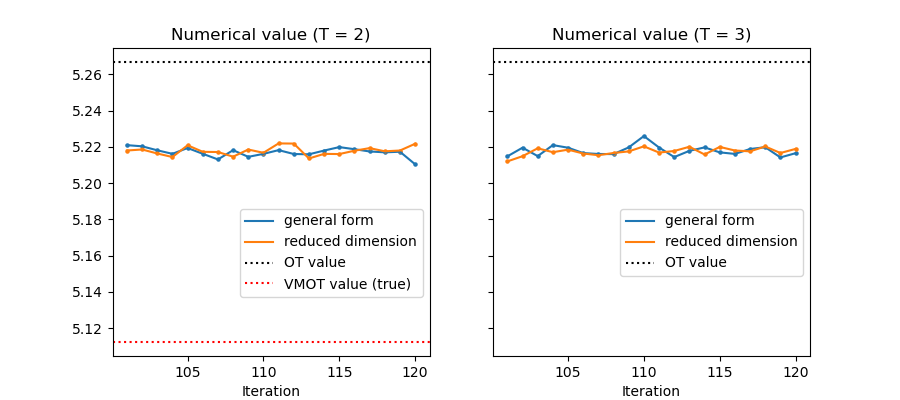 Numerical value (T = 2)
5.26
5.24
5.22
5.20
5.18
5.16
5.14
5.12
general form
reduced dimension
OT value
VMOT value (true)
105
110
115
120
Iteration
Numerical value (T = 3)
general form
reduced dimension
OT value
105
110
115
120
Iteration